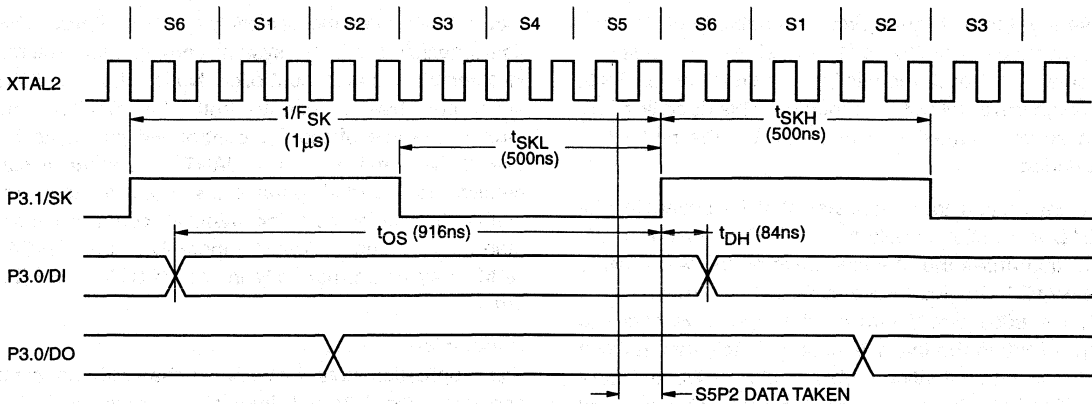 S6 S1 S2 S3 S4 S5 S6 S1 S2 S3
XTAL2
1/FSK
(1μs)
tSKL
(500ns)
tSKH
(500ns)
P3.1/SK
tOS (916ns)
tDH (84ns)
P3.0/DI
P3.0/DO
S5P2 DATA TAKEN